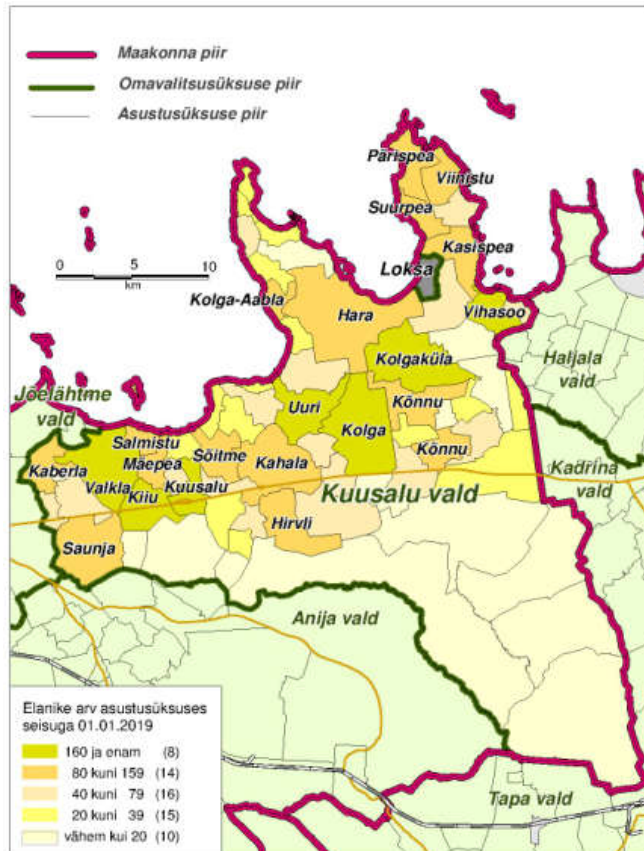 Maakonna piir
Omavalitsusüksuse piir
Asustusüksuse piir
Pärispea
Viinistu
Suurpea
Kasispea
Loksa
0 10
km
Kolga-Aabla
Hara
Vihasoo
Kolgaküla
Haljala
vald
Jõelähtme
vald
Uuri
Kõnnu
Kolga
Salmistu
Sõitme
Kõnnu
Kaberla
Mäepea
Kahala
Kadrina
vald
Valkla
Kuusalu
Kiiu
Kuusalu vald
Hirvli
Saunja
Anija vald
Elanike arv asustusüksuses
seisuga 01.01.2019
160 ja enam (8)
80 kuni 159 (14)
40 kuni 79 (16)
20 kuni 39 (15)
vähem kui 20 (10)
Tapa vald